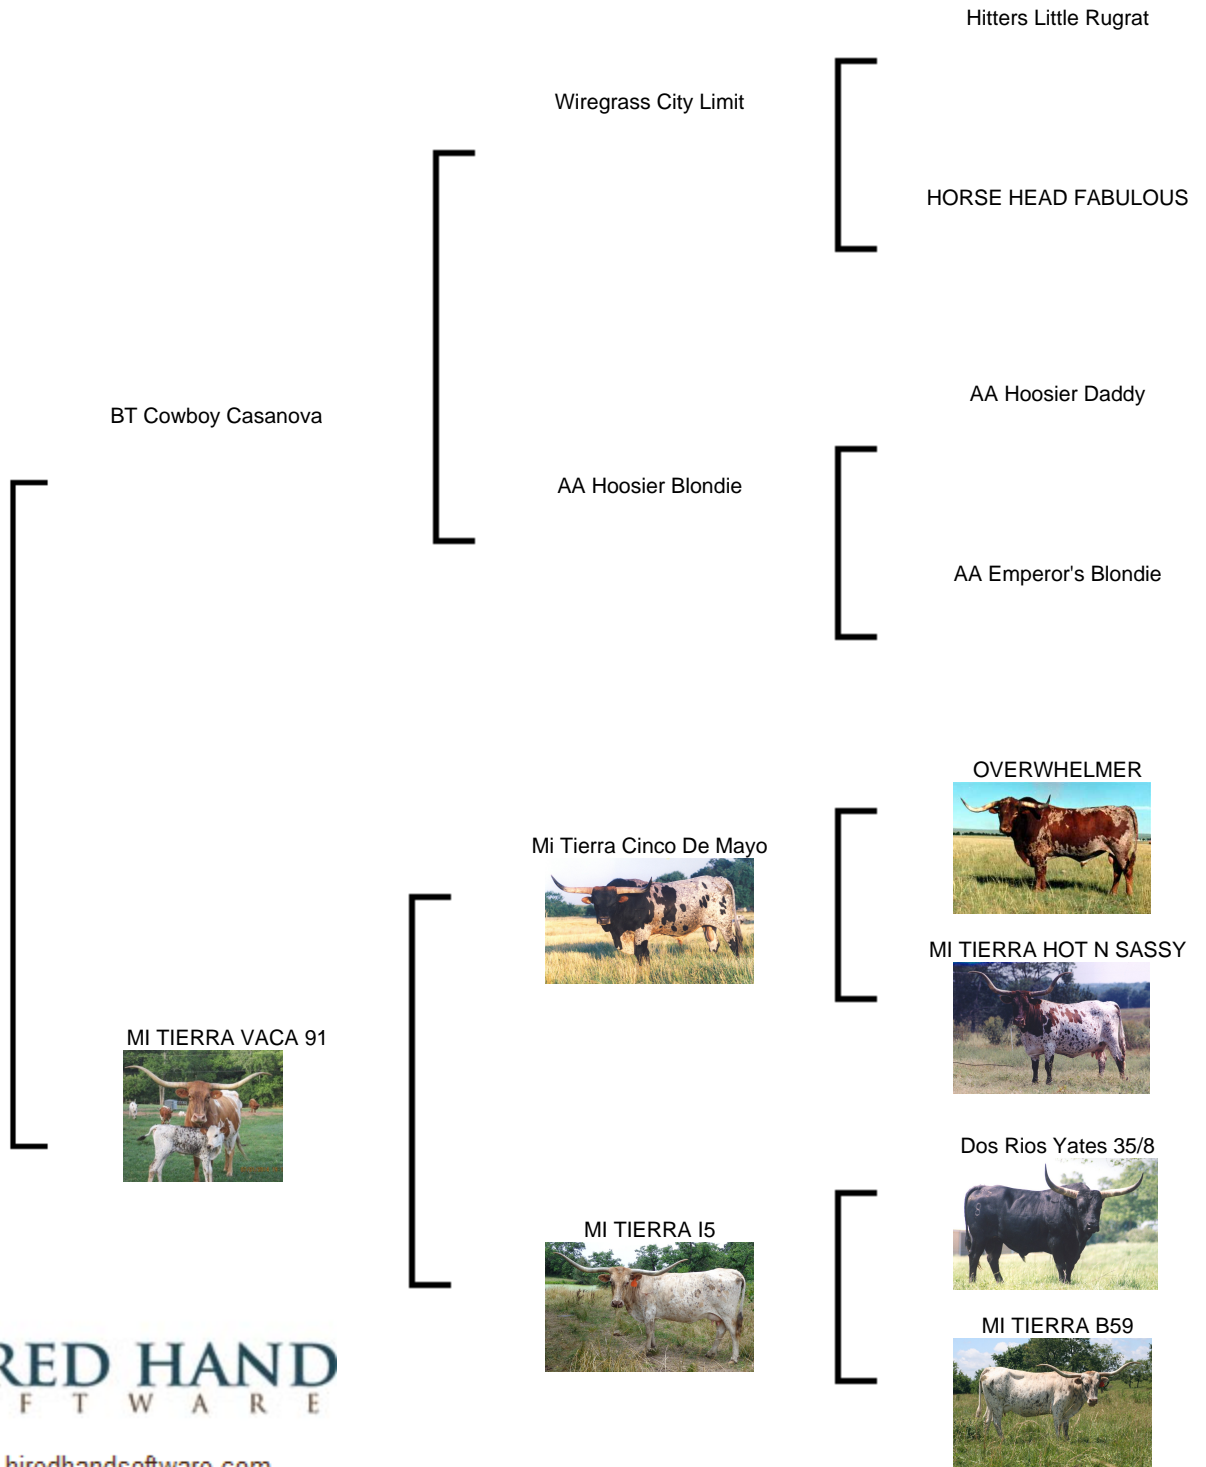 Hitters Little Rugrat
Wiregrass City Limit
HORSE HEAD FABULOUS
BT Cowboy Casanova
AA Hoosier Daddy
AA Hoosier Blondie
AA Emperor's Blondie
OVERWHELMER
Mi Tierra Cinco De Mayo
MI TIERRA HOT N SASSY
MI TIERRA VACA 91
Dos Rios Yates 35/8
MI TIERRA I5
MI TIERRA B59
RED HAND
F T W A R E
hiredhandsoftware.com